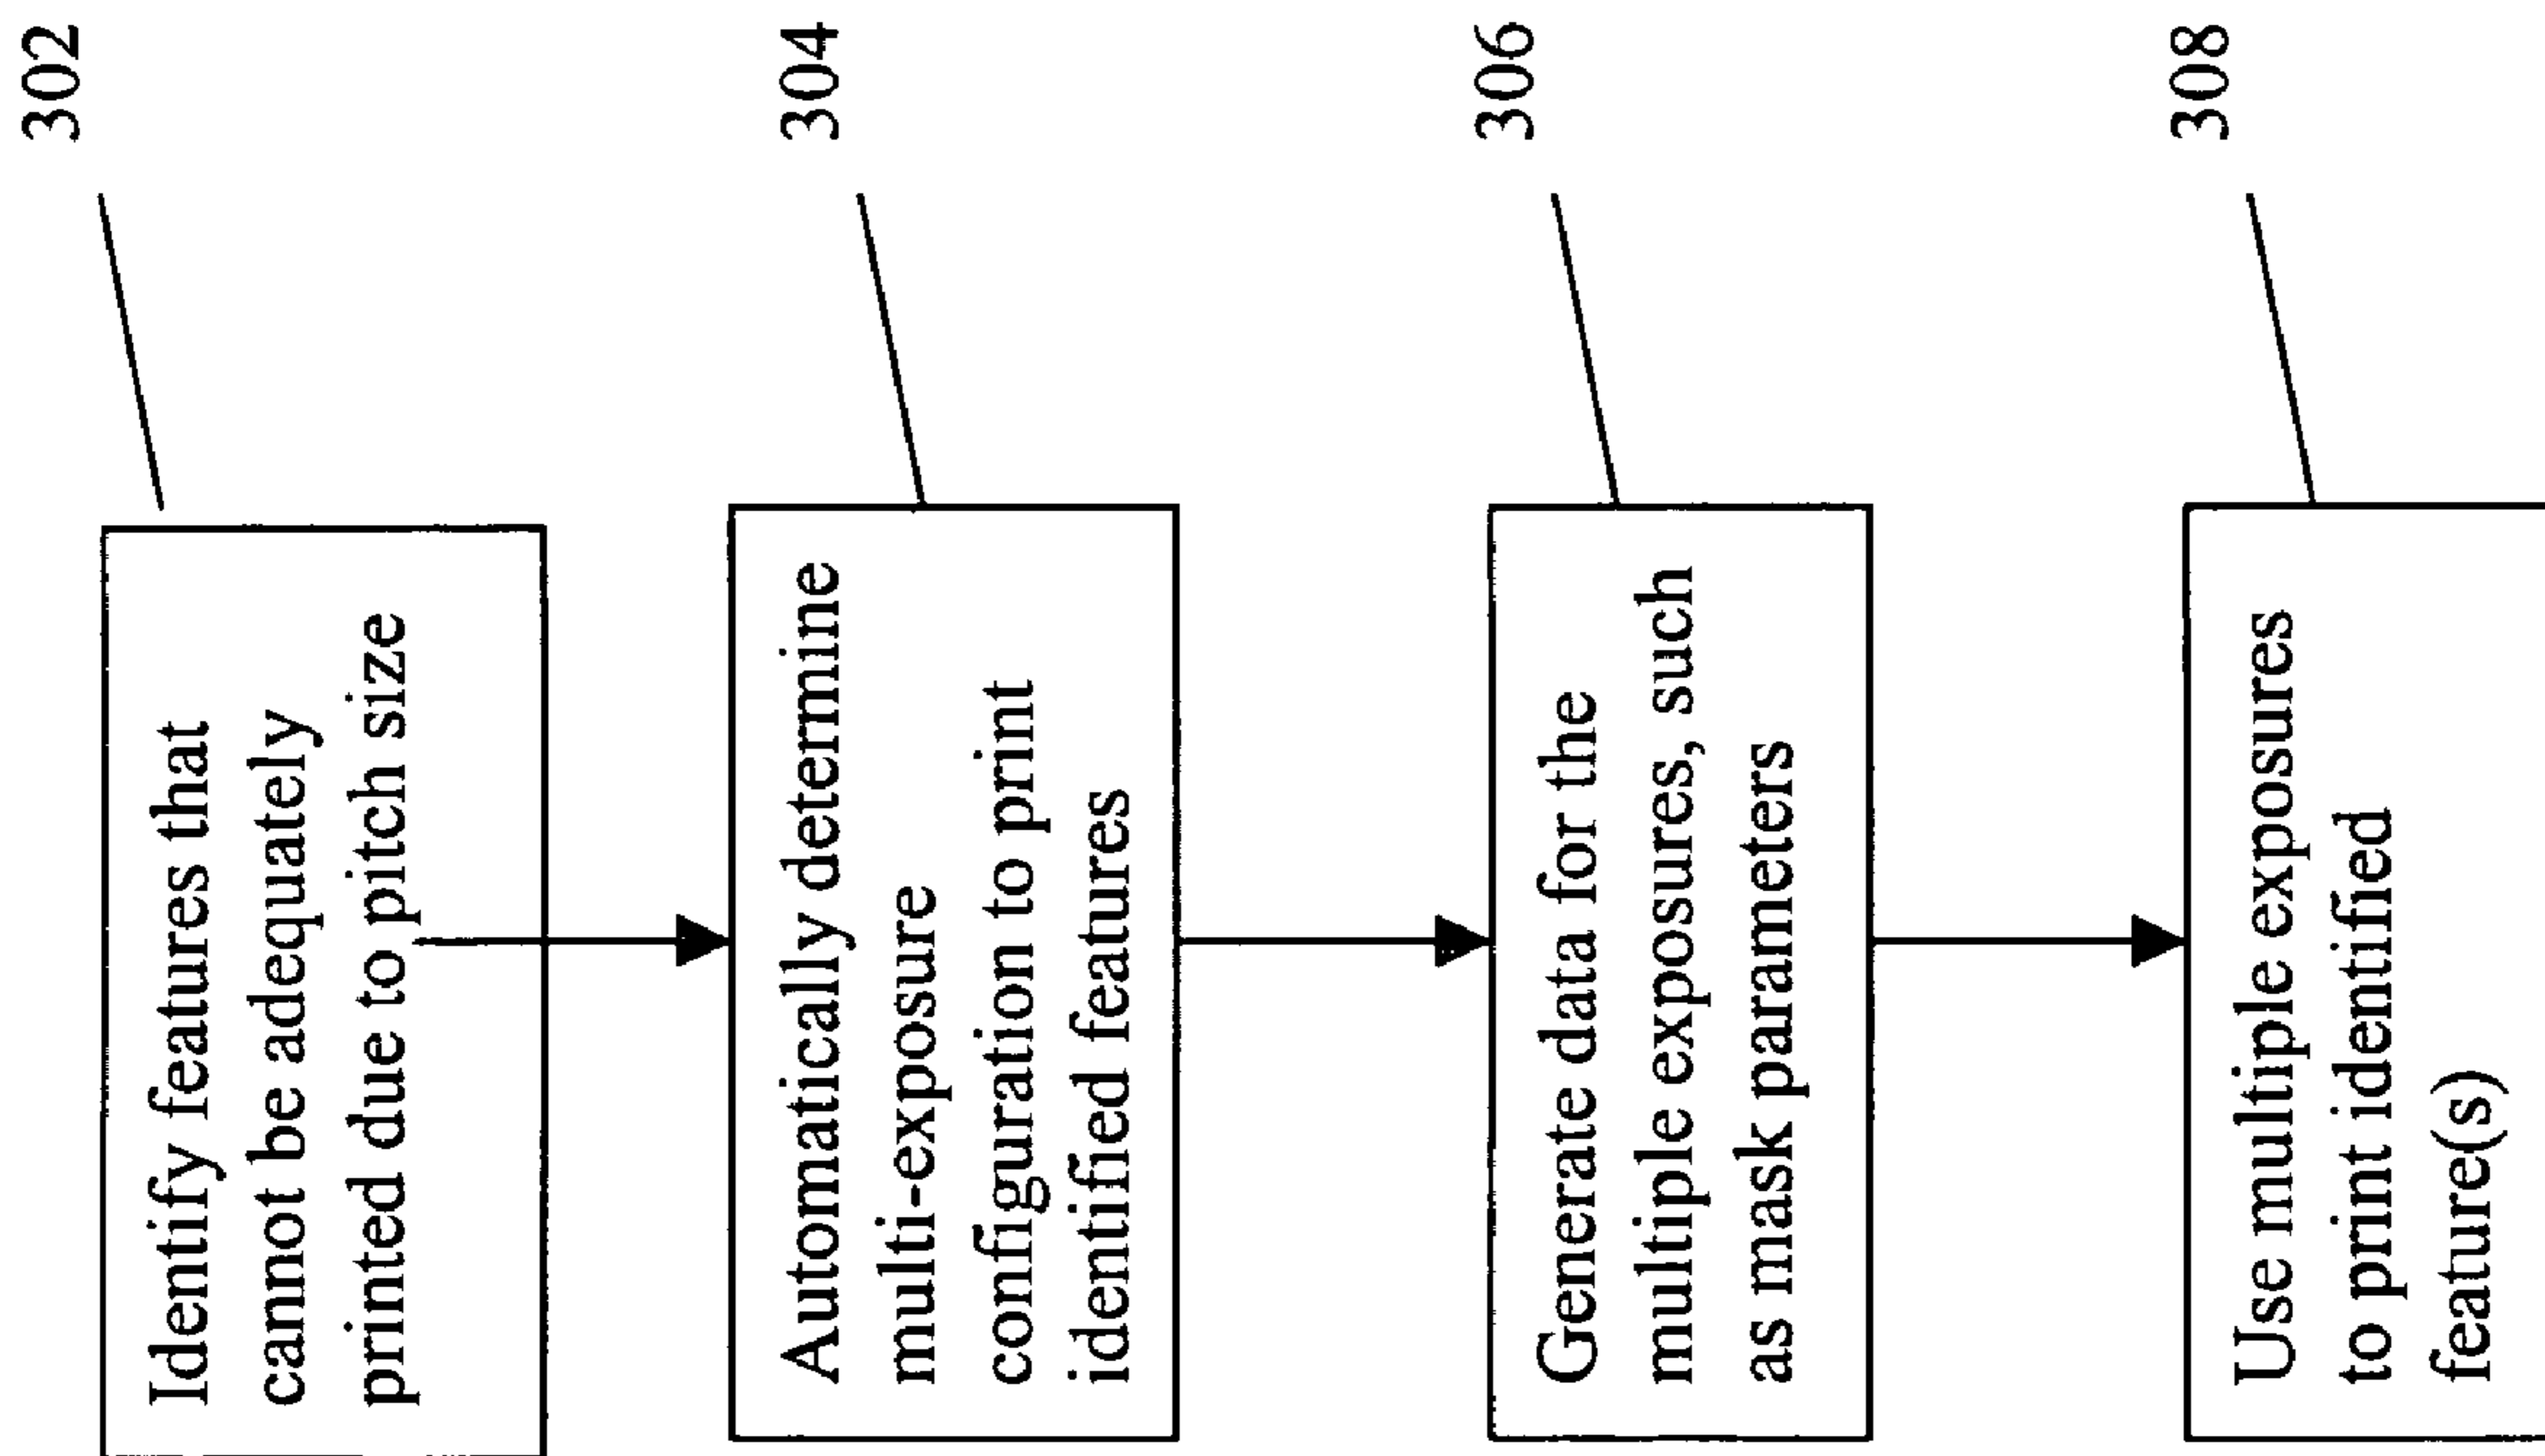 302
Identify features that
cannot be adequately
printed due to pitch size
304
Automatically determine
multi-exposure
configuration to print
identified features
306
Generate data for the
multiple exposures, such
as mask parameters
308
Use multiple exposures
to print identified
feature(s)